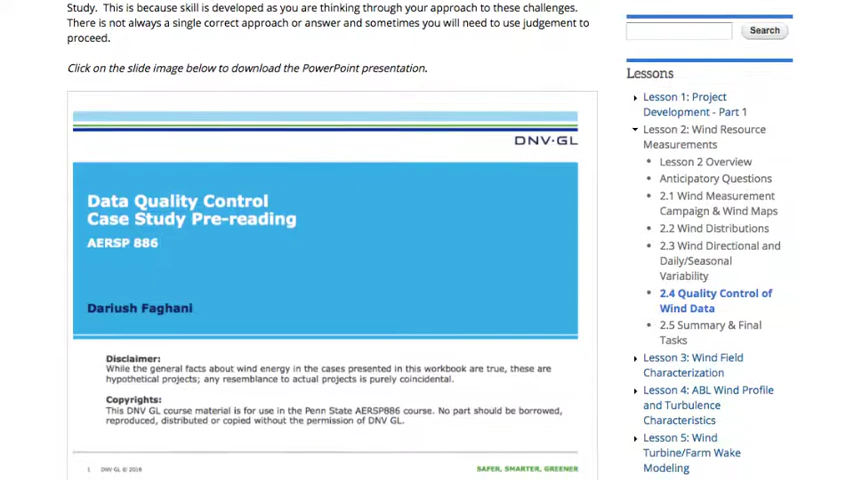 Study. This is because skill is developed as you are thinking through your approach to these challenges.
There is not always a single correct approach or answer and sometimes you will need to use judgement to
proceed.
Click on the slide image below to download the PowerPoint presentation.
DNV·GL
Data Quality Control
Case Study Pre-reading
AERSP 886
Dariush Faghani
Disclaimer:
While the general facts about wind energy in the cases presented in this workbook are true, these are
hypothetical projects; any resemblance to actual projects is purely coincidental.
Copyrights:
This DNV GL course material is for use in the Penn State AERSP886 course. No part should be borrowed,
reproduced, distributed or copied without the permission of DNV GL.
1 DNV GL © 2016
SAFER, SMARTER, GREENER
Search
Lessons
Lesson 1: Project
Development - Part 1
Lesson 2: Wind Resource
Measurements
Lesson 2 Overview
Anticipatory Questions
2.1 Wind Measurement
Campaign & Wind Maps
2.2 Wind Distributions
2.3 Wind Directional and
Daily/Seasonal
Variability
2.4 Quality Control of
Wind Data
2.5 Summary & Final
Tasks
Lesson 3: Wind Field
Characterization
Lesson 4: ABL Wind Profile
and Turbulence
Characteristics
Lesson 5: Wind
Turbine/Farm Wake
Modeling